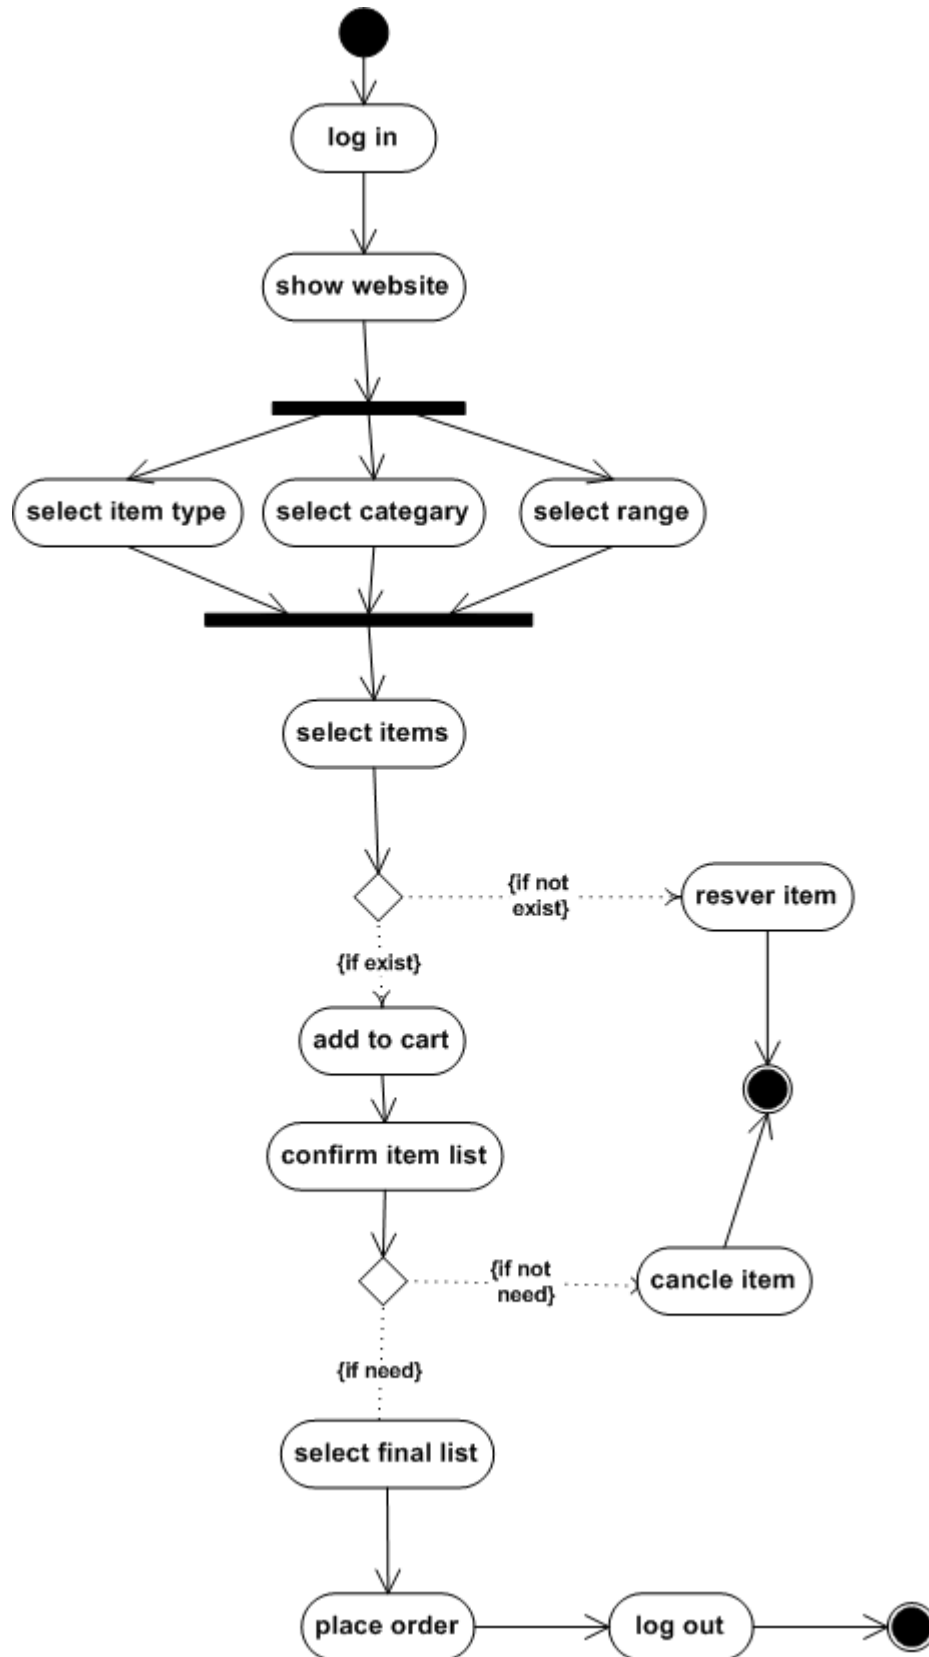 log in
show website
select item type
select categary
select range
select items
{if not
exist}
resver item
{if exist}
add to cart
confirm item list
{if not
need}
cancle item
{if need}
select final list
place order
log out